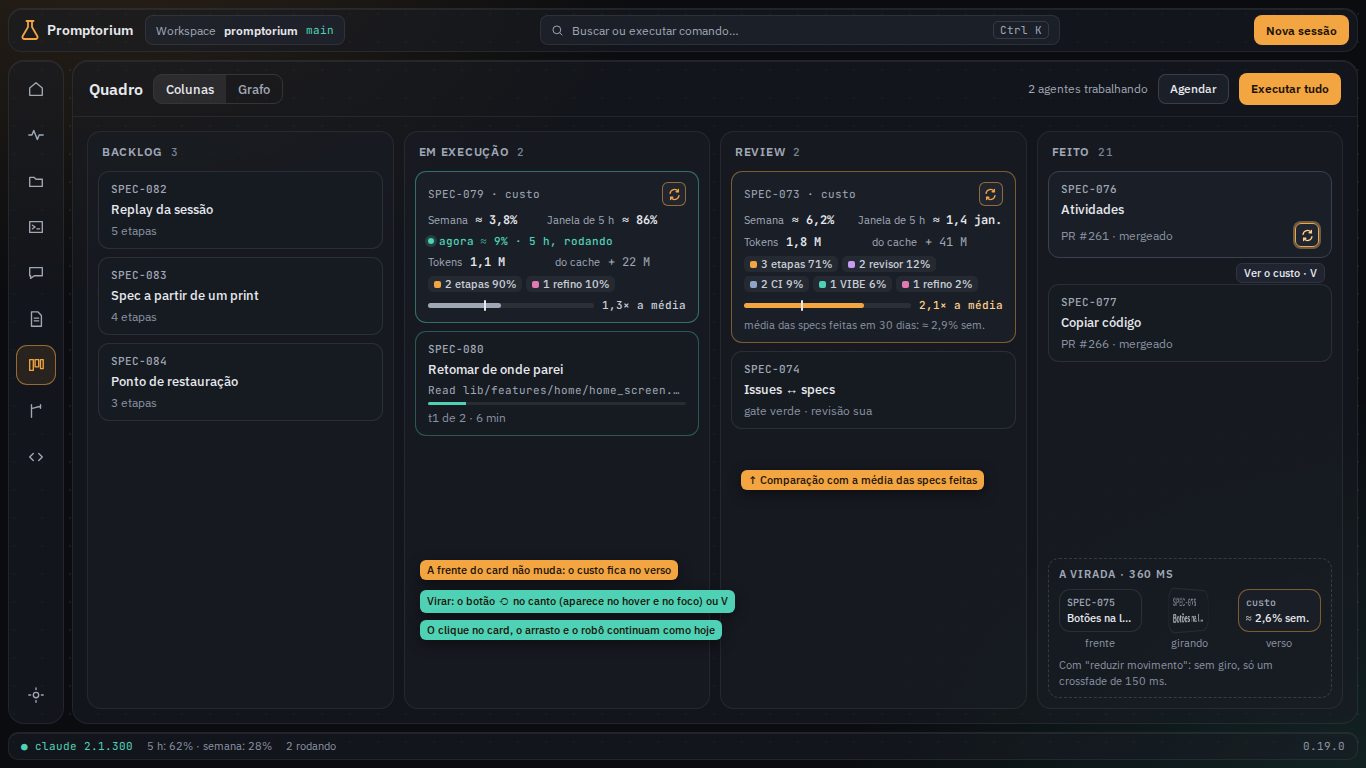 Promptorium
Workspace promptorium main
Buscar ou executar comando...
Ctrl K
Nova sessão
Quadro
Colunas
Grafo
2 agentes trabalhando
Agendar
Executar tudo
BACKLOG 3
SPEC-082
Replay da sessão
5 etapas
SPEC-083
Spec a partir de um print
4 etapas
SPEC-084
Ponto de restauração
3 etapas
EM EXECUÇÃO 2
SPEC-079 · custo
Semana ≈ 3,8% Janela de 5 h ≈ 86%
agora ≈ 9% · 5 h, rodando
Tokens 1,1 M do cache + 22 M
2 etapas 90% 1 refino 10%
1,3× a média
SPEC-080
Retomar de onde parei
Read lib/features/home/home_screen.…
t1 de 2 · 6 min
A frente do card não muda: o custo fica no verso
Virar: o botão ⟲ no canto (aparece no hover e no foco) ou V
O clique no card, o arrasto e o robô continuam como hoje
REVIEW 2
SPEC-073 · custo
Semana ≈ 6,2% Janela de 5 h ≈ 1,4 jan.
Tokens 1,8 M do cache + 41 M
3 etapas 71% 2 revisor 12%
2 CI 9% 1 VIBE 6% 1 refino 2%
2,1× a média
média das specs feitas em 30 dias: ≈ 2,9% sem.
SPEC-074
Issues ↔ specs
gate verde · revisão sua
↑ Comparação com a média das specs feitas
FEITO 21
SPEC-076
Atividades
PR #261 · mergeado
Ver o custo · V
SPEC-077
Copiar código
PR #266 · mergeado
A VIRADA · 360 MS
SPEC-075
Botões na l…
frente
SPEC-075
Botões na l…
girando
custo
≈ 2,6% sem.
verso
Com "reduzir movimento": sem giro, só um
crossfade de 150 ms.
claude 2.1.300
5 h: 62% · semana: 28%
2 rodando
0.19.0